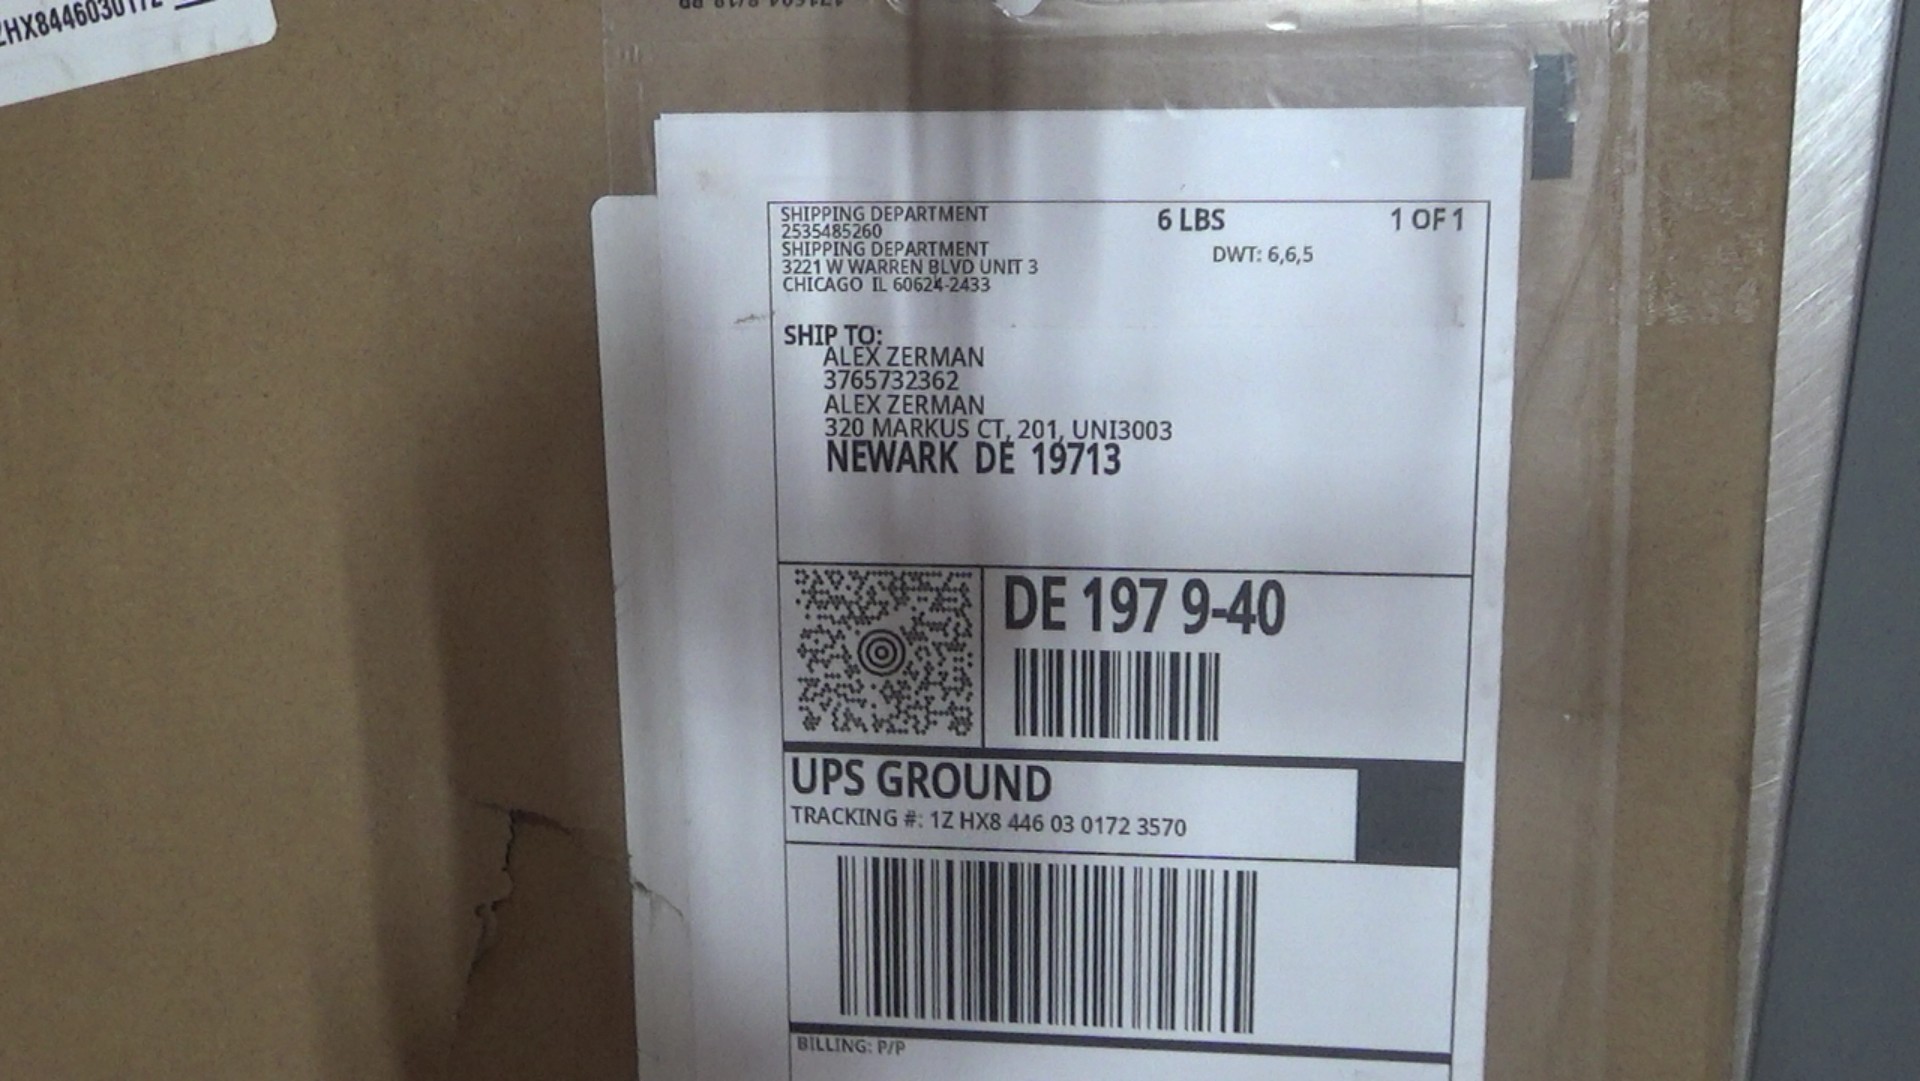 SHIPPING DEPARTMENT
2535485260
SHIPPING DEPARTMENT
3221 W WARREN BLVD UNIT 3
CHICAGO IL 60624-2433
6 LBS
1 OF 1
DWT: 6,6,5
SHIP TO:
ALEX ZERMAN
3765732362
ALEX ZERMAN
320 MARKUS CT, 201, UNI3003
NEWARK DE 19713
DE 197 9-40
UPS GROUND
TRACKING #: 1Z HX8 446 03 0172 3570
BILLING: P/P